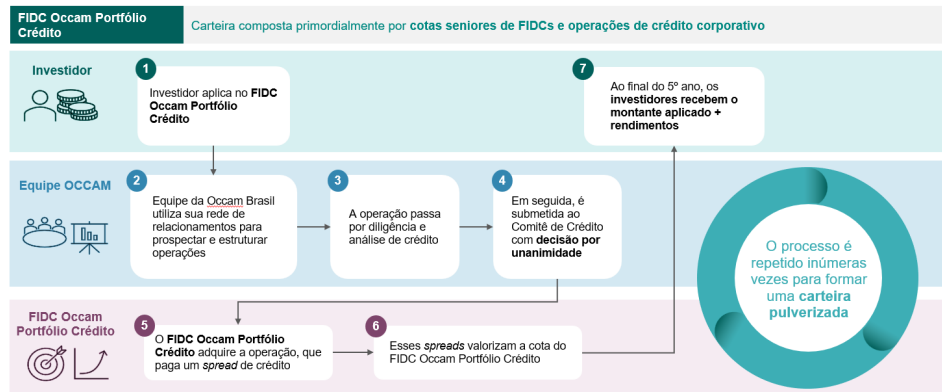 FIDC Occam Portfólio
Crédito
Carteira composta primordialmente por cotas seniores de FIDCs e operações de crédito corporativo
Investidor
1
Investidor aplica no FIDC
Occam Portfólio
Crédito
7
Ao final do 5º ano, os
investidores recebem o
montante aplicado +
rendimentos
Equipe OCCAM
2
Equipe da Occam Brasil
utiliza sua rede de
relacionamentos para
prospectar e estruturar
operações
3
A operação passa
por diligência e
análise de crédito
4
Em seguida, é
submetida ao
Comitê de Crédito
com decisão por
unanimidade
O processo é
repetido inúmeras
vezes para formar
uma carteira
pulverizada
FIDC Occam
Portfólio Crédito
5
O FIDC Occam Portfólio
Crédito adquire a operação, que
paga um spread de crédito
6
Esses spreads valorizam a cota do
FIDC Occam Portfólio Crédito